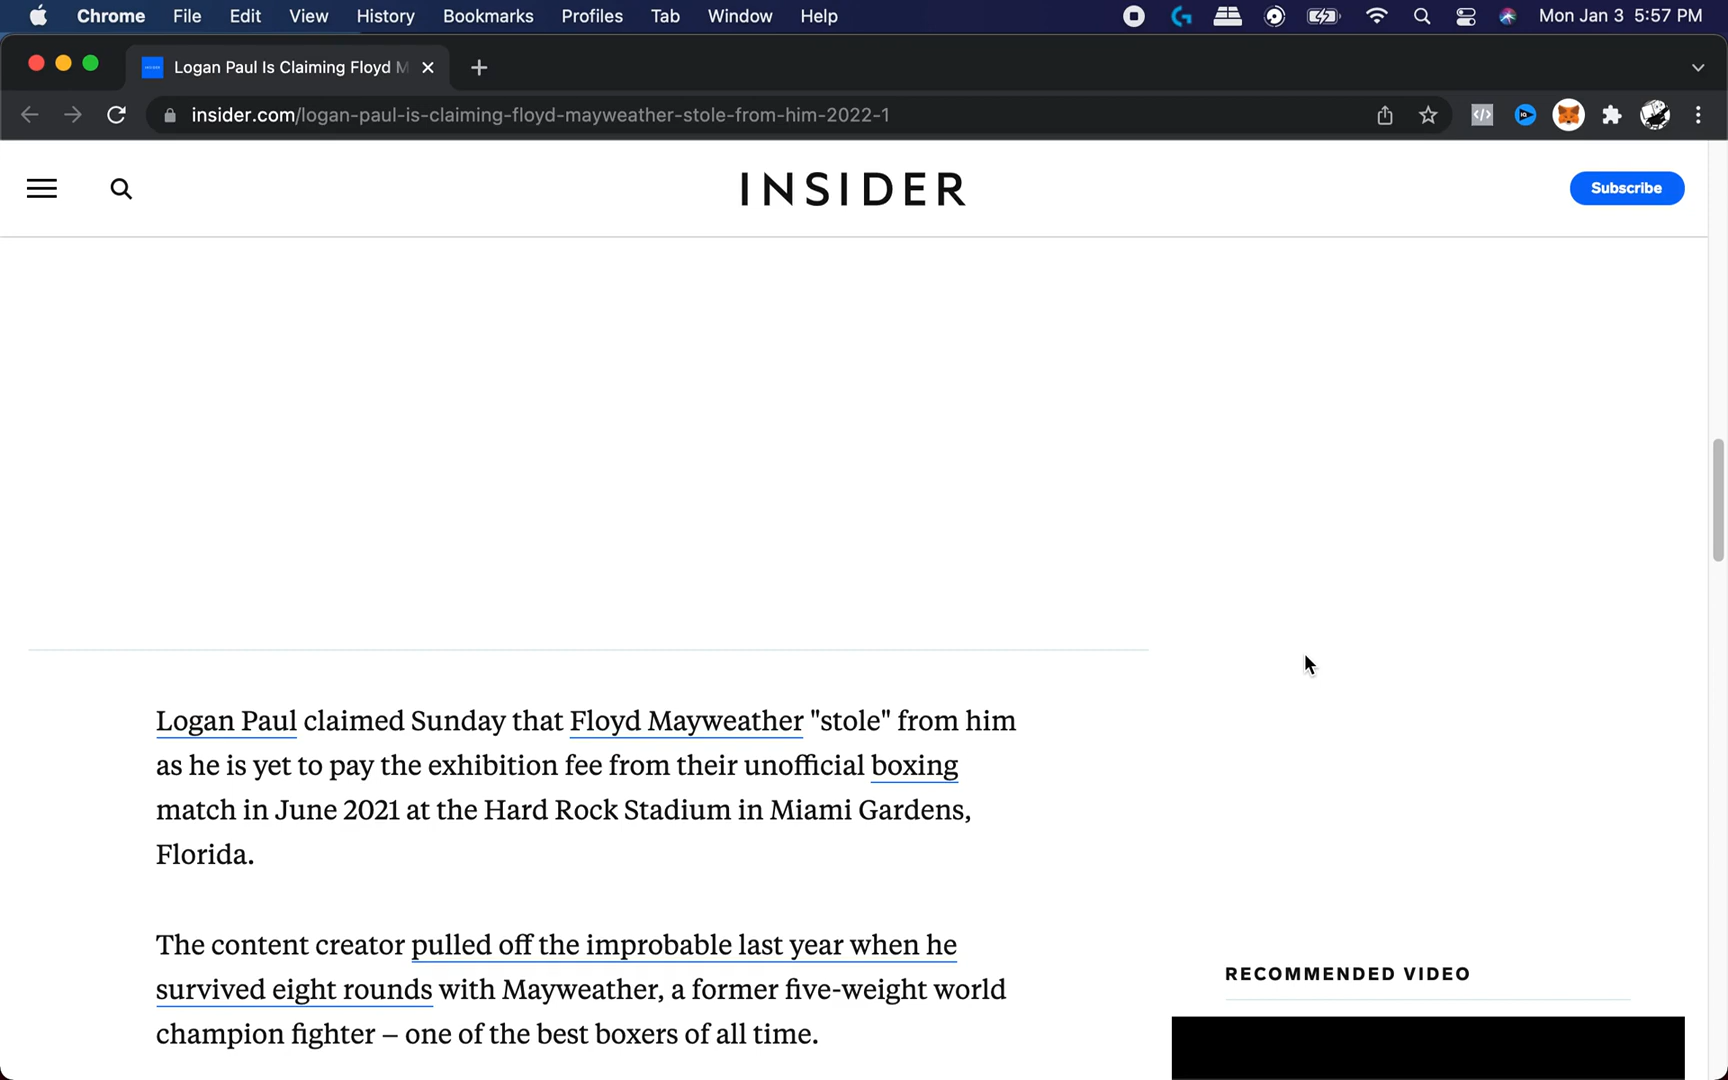 Chrome File Edit View History Bookmarks Profiles Tab Window Help Mon Jan 3 5:57 PM
Logan Paul Is Claiming Floyd M
insider.com/logan-paul-is-claiming-floyd-mayweather-stole-from-him-2022-1
INSIDER
Subscribe
Logan Paul claimed Sunday that Floyd Mayweather "stole" from him
as he is yet to pay the exhibition fee from their unofficial boxing
match in June 2021 at the Hard Rock Stadium in Miami Gardens,
Florida.
The content creator pulled off the improbable last year when he
survived eight rounds with Mayweather, a former five-weight world
champion fighter – one of the best boxers of all time.
RECOMMENDED VIDEO